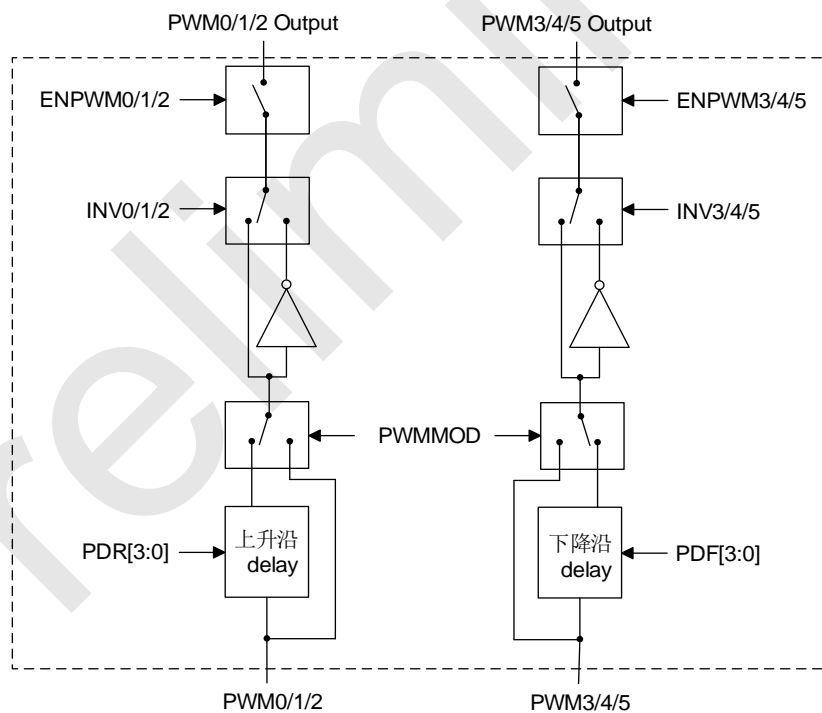 PWM0/1/2 Output
PWM3/4/5 Output
ENPWM0/1/2
ENPWM3/4/5
INV0/1/2
INV3/4/5
PWMMOD
PDR[3:0]
上升沿
delay
下降沿
delay
PDF[3:0]
PWM0/1/2
PWM3/4/5
relimi